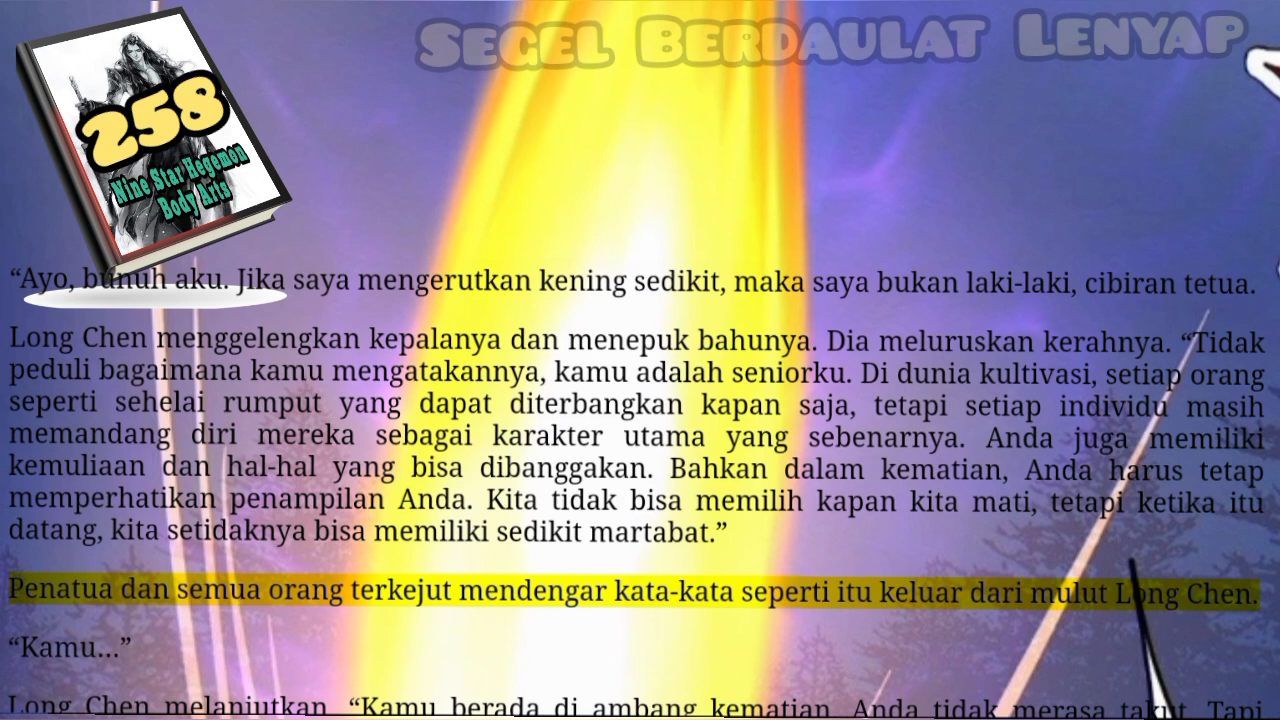 Segel Berdaulat Lenyap
258
Nine Star Hegemon
Body Arts
“Ayo, bunuh aku. Jika saya mengerutkan kening sedikit, maka saya bukan laki-laki, cibiran tetua.
Long Chen menggelengkan kepalanya dan menepuk bahunya. Dia meluruskan kerahnya. “Tidak
peduli bagaimana kamu mengatakannya, kamu adalah seniorku. Di dunia kultivasi, setiap orang
seperti sehelai rumput yang dapat diterbangkan kapan saja, tetapi setiap individu masih
memandang diri mereka sebagai karakter utama yang sebenarnya. Anda juga memiliki
kemuliaan dan hal-hal yang bisa dibanggakan. Bahkan dalam kematian, Anda harus tetap
memperhatikan penampilan Anda. Kita tidak bisa memilih kapan kita mati, tetapi ketika itu
datang, kita setidaknya bisa memiliki sedikit martabat.”
Penatua dan semua orang terkejut mendengar kata-kata seperti itu keluar dari mulut Long Chen.
“Kamu...”
Long Chen melanjutkan, “Kamu berada di ambang kematian, Anda tidak merasa takut. Tapi